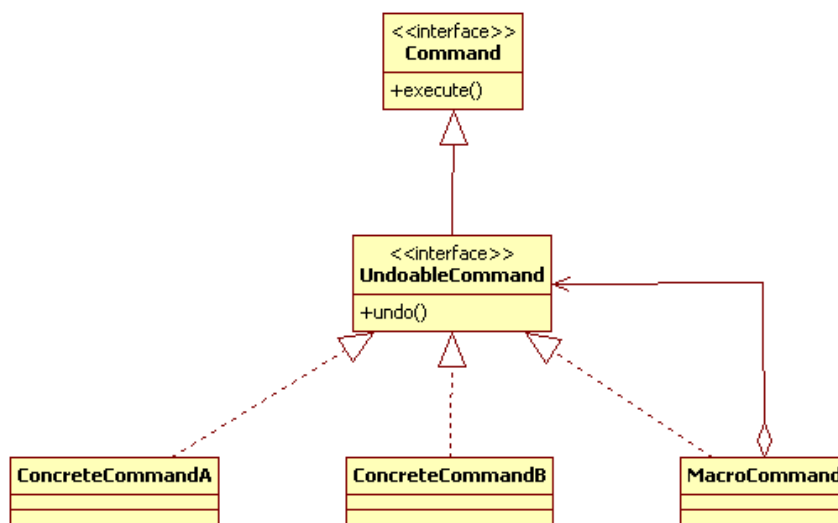 <<interface>>
Command
+execute()
<<interface>>
UndoableCommand
+undo()
ConcreteCommandA
ConcreteCommandB
MacroCommand